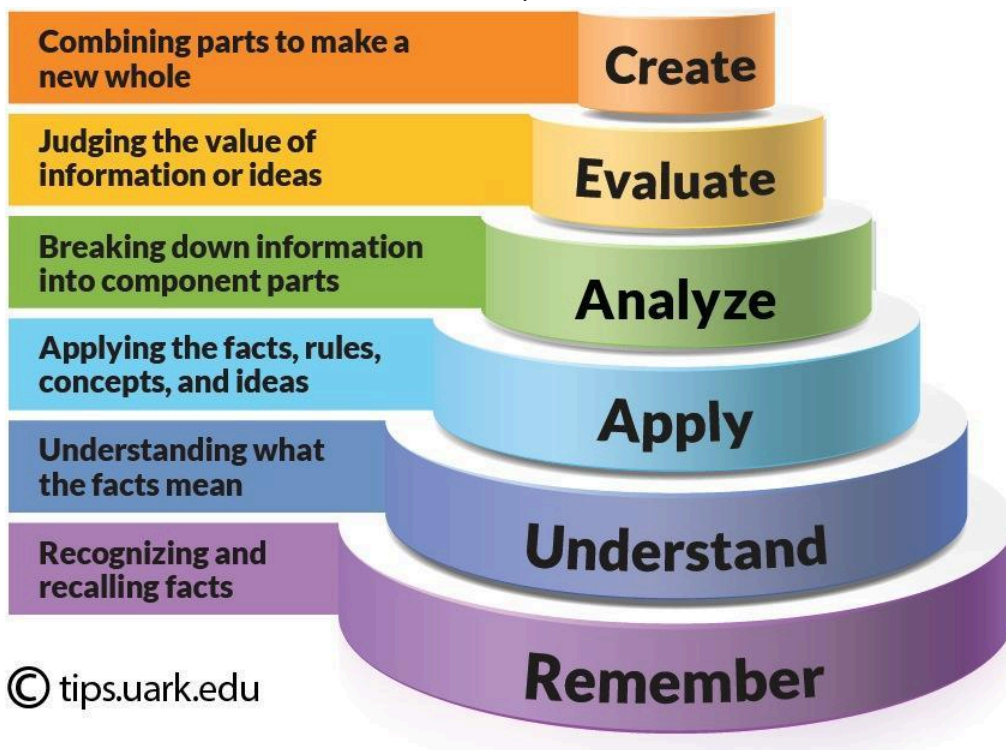 Combining parts to make a
new whole
Create
Judging the value of
information or ideas
Evaluate
Breaking down information
into component parts
Analyze
Applying the facts, rules,
concepts, and ideas
Apply
Understanding what
the facts mean
Understand
Recognizing and
recalling facts
Remember
© tips.uark.edu